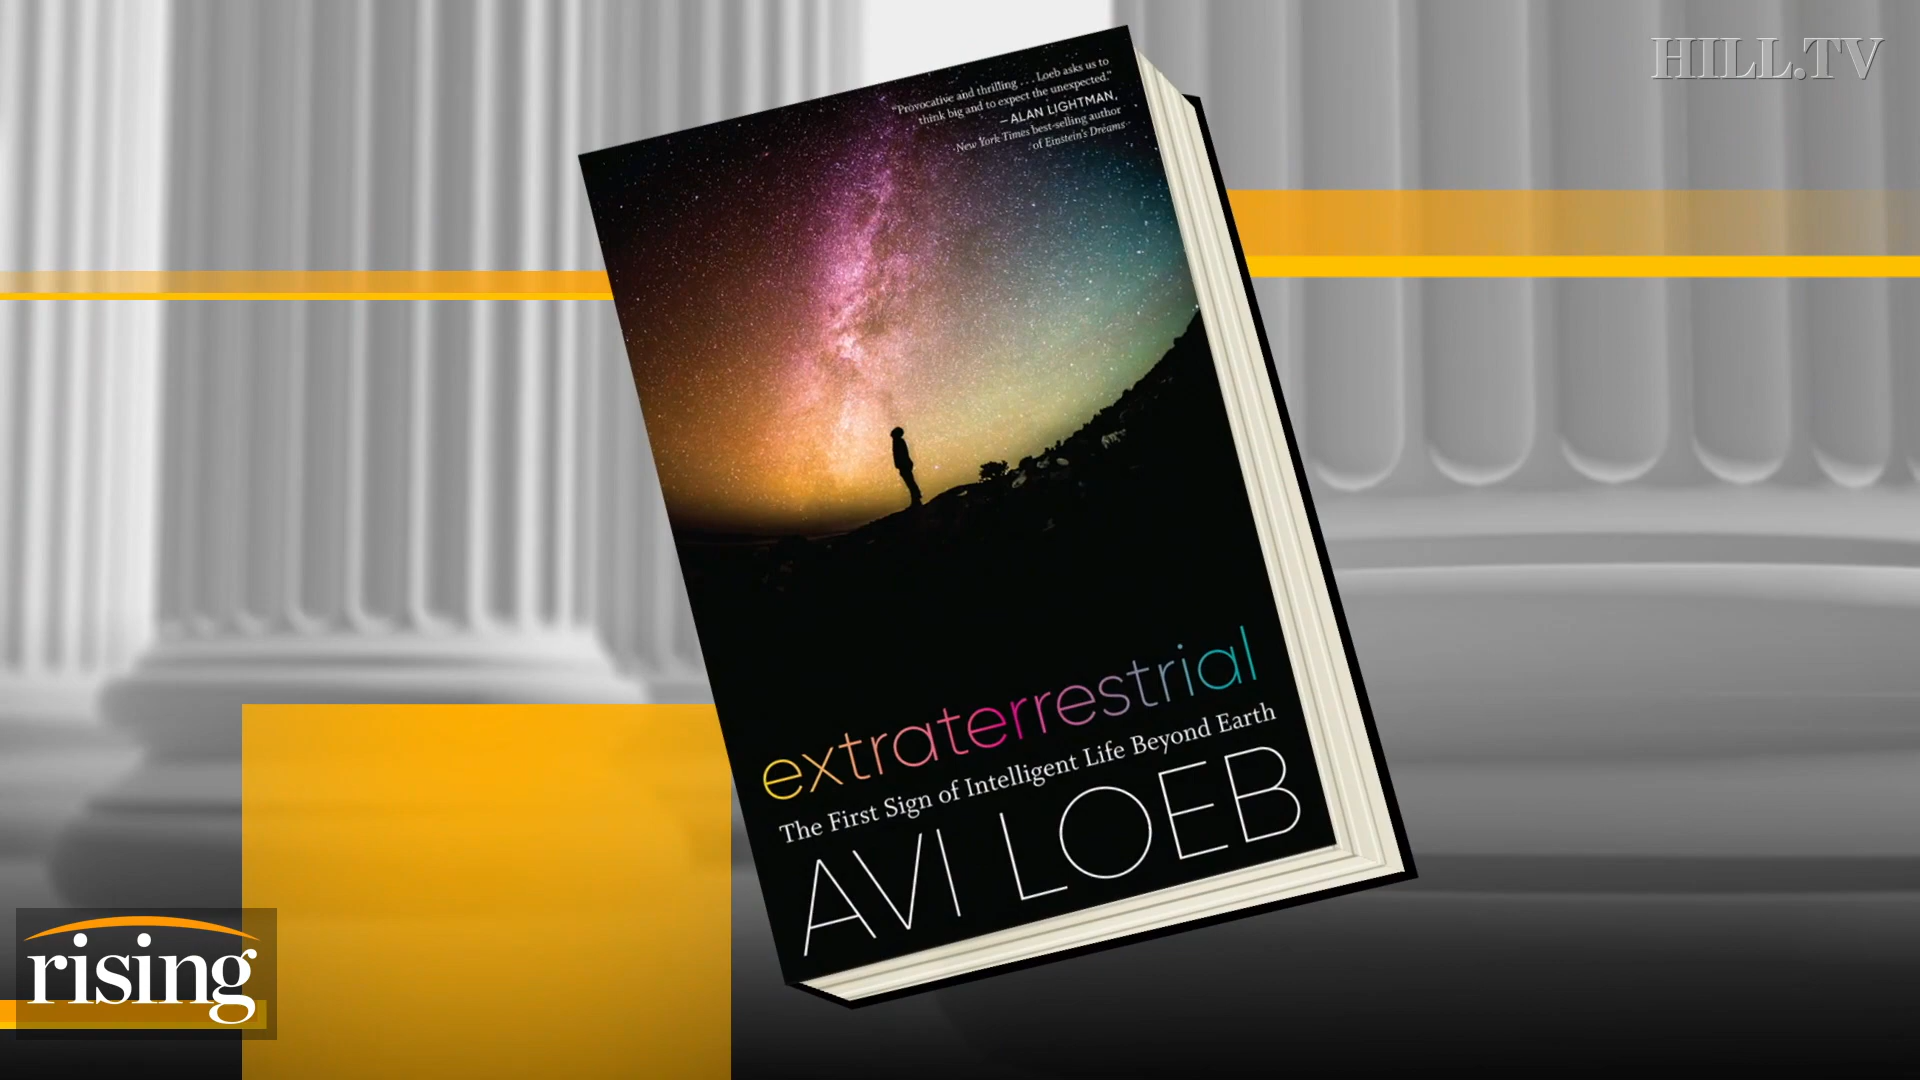 HILL.TV
"Provocative and thrilling . . . Loeb asks us to
think big and to expect the unexpected."
– ALAN LIGHTMAN,
New York Times best-selling author
of Einstein's Dreams
extraterrestrial
The First Sign of Intelligent Life Beyond Earth
AVI LOEB
rising